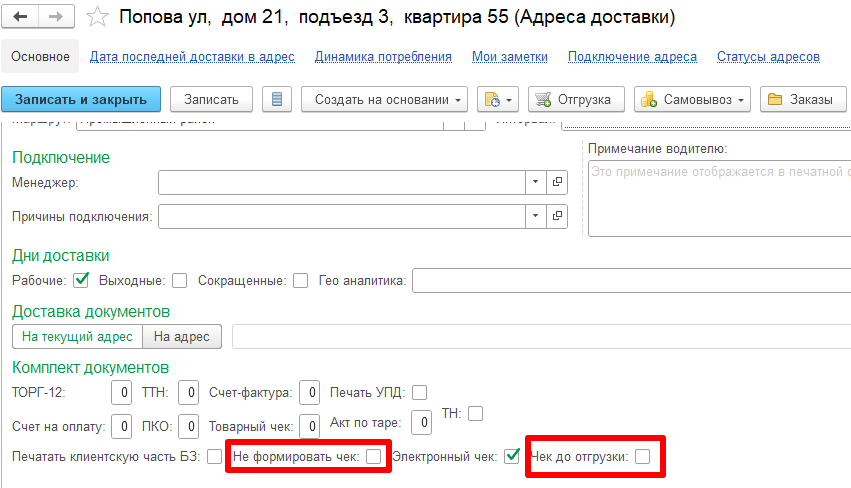 Попова ул, дом 21, подъезд 3, квартира 55 (Адреса доставки)
Основное Дата последней доставки в адрес Динамика потребления Мои заметки Подключение адреса Статусы адресов
Записать и закрыть Записать Создать на основании Отгрузка Самовывоз Заказы
Подключение
Примечание водителю:
Менеджер:
Это примечание отображается в печатной
Причины подключения:
Дни доставки
Рабочие: Выходные: Сокращенные: Гео аналитика:
Доставка документов
На текущий адрес На адрес
Комплект документов
ТОРГ-12: 0 ТТН: 0 Счет-фактура: 0 Печать УПД:
Счет на оплату: 0 ПКО: 0 Товарный чек: 0 Акт по таре: 0 ТН:
Печатать клиентскую часть БЗ: Не формировать чек: Электронный чек: Чек до отгрузки: